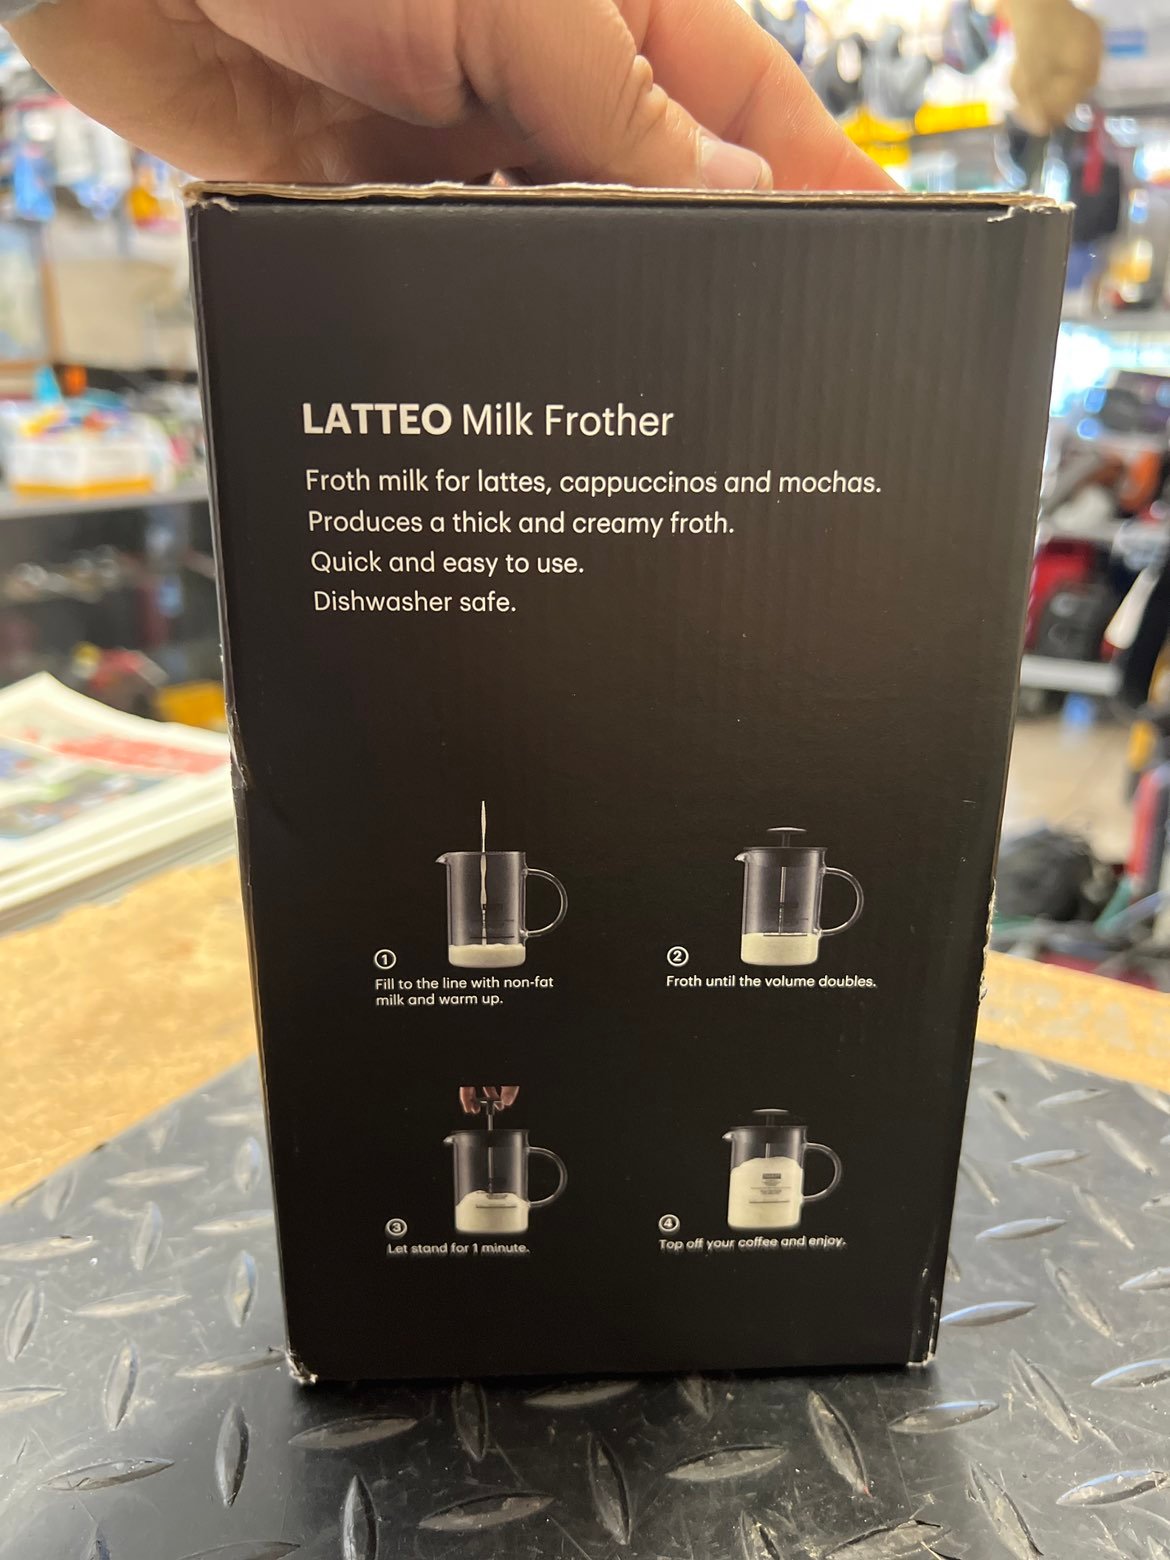 LATTEO Milk Frother
Froth milk for lattes, cappuccinos and mochas.
Produces a thick and creamy froth.
Quick and easy to use.
Dishwasher safe.
①
Fill to the line with non-fat
milk and warm up.
②
Froth until the volume doubles.
③
Let stand for 1 minute.
④
Top off your coffee and enjoy.